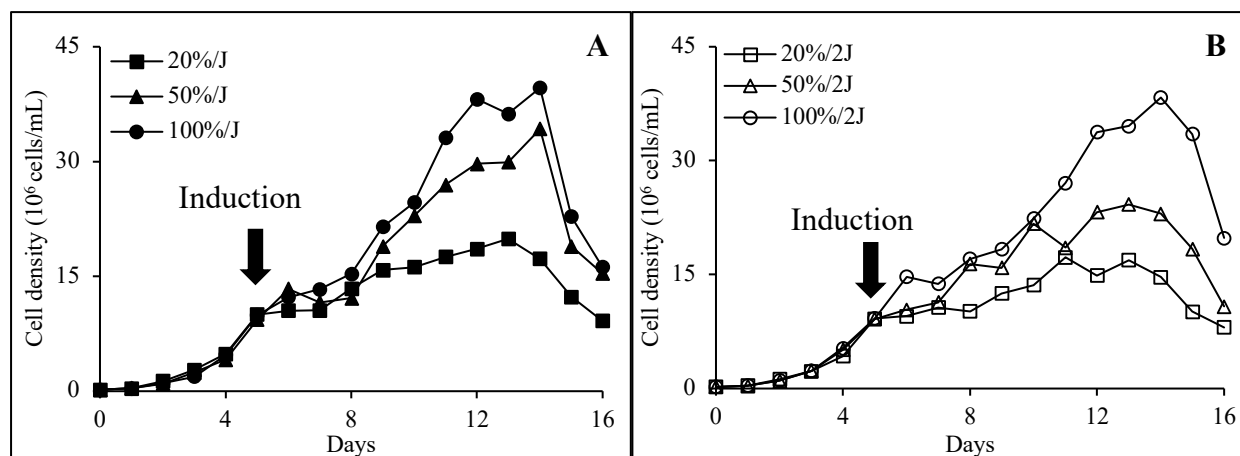 A
20%/J
50%/J
100%/J
Induction
Cell density (10⁶ cells/mL)
45
30
15
0
0 4 8 12 16
Days
B
20%/2J
50%/2J
100%/2J
Induction
Cell density (10⁶ cells/mL)
45
30
15
0
0 4 8 12 16
Days